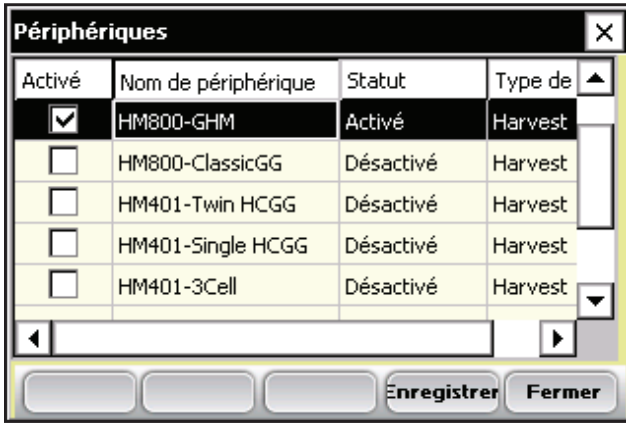 Périphériques
Activé Nom de périphérique Statut Type de
HM800-GHM Activé Harvest
HM800-ClassicGG Désactivé Harvest
HM401-Twin HCGG Désactivé Harvest
HM401-Single HCGG Désactivé Harvest
HM401-3Cell Désactivé Harvest
Enregistrer Fermer